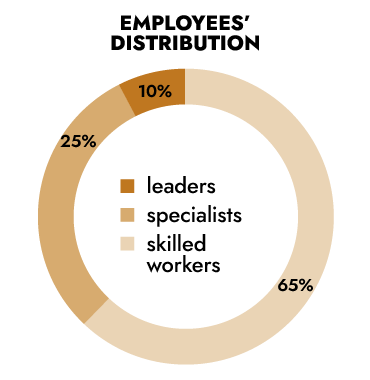 EMPLOYEES’
DISTRIBUTION
10%
25%
leaders
specialists
skilled
workers
65%